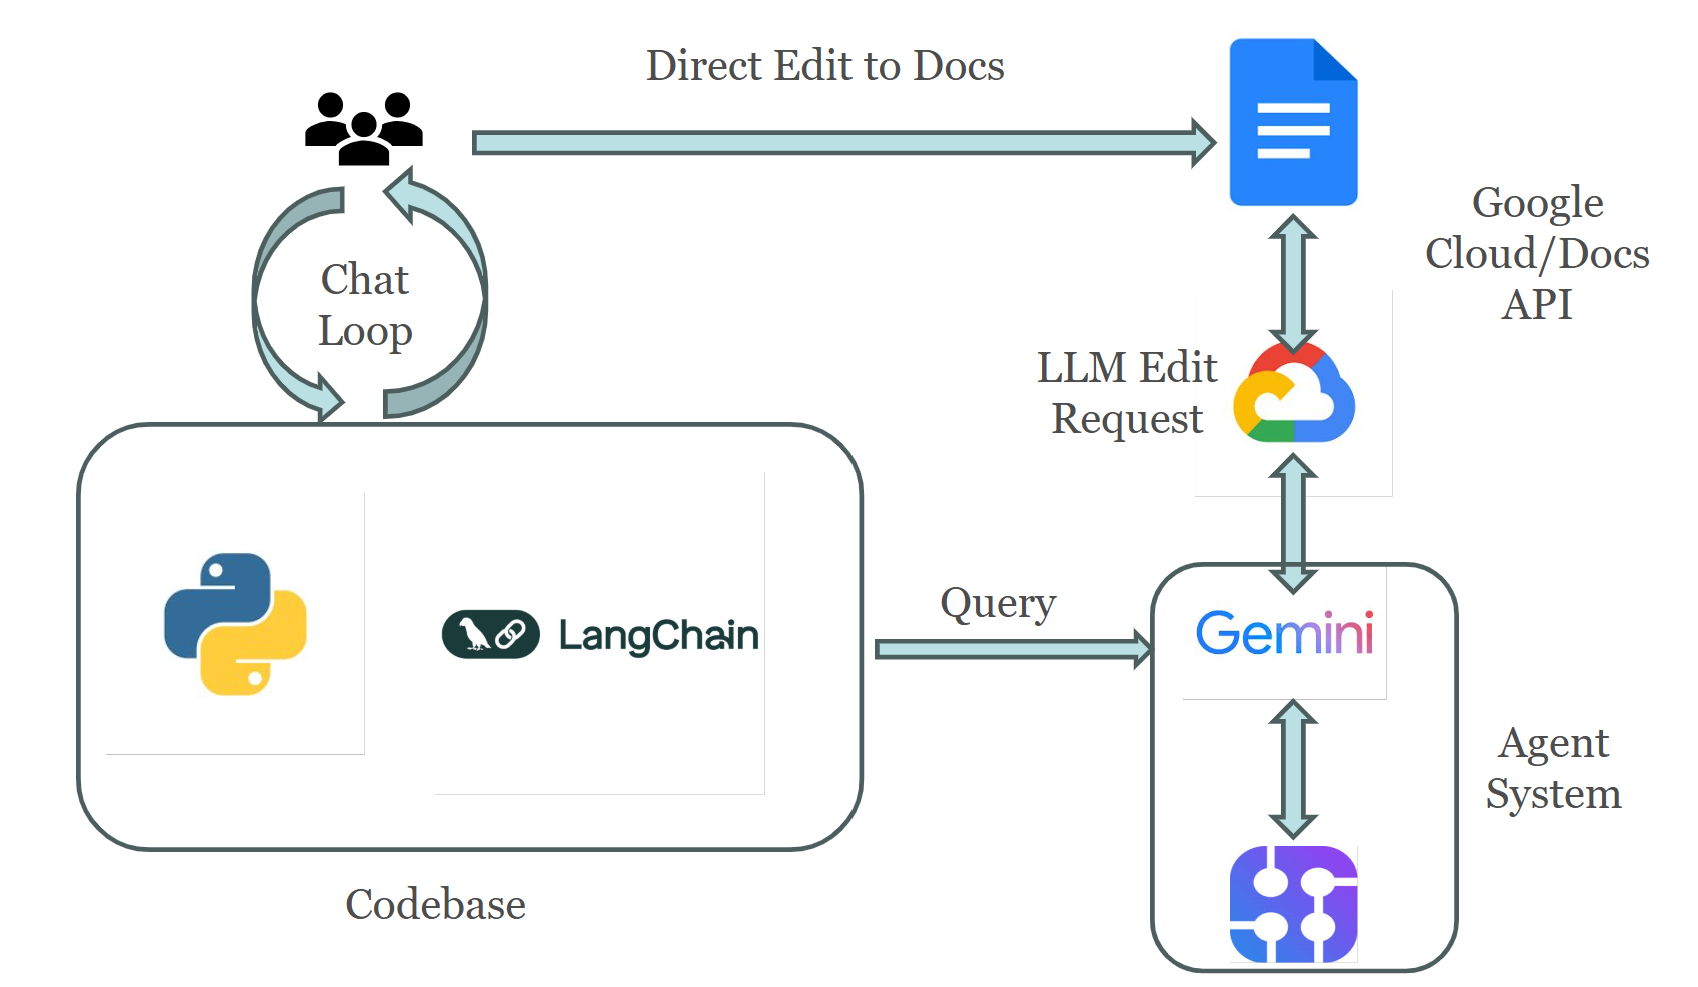 Direct Edit to Docs
Google
Cloud/Docs
API
Chat
Loop
LLM Edit
Request
LangChain
Query
Gemini
Agent
System
Codebase